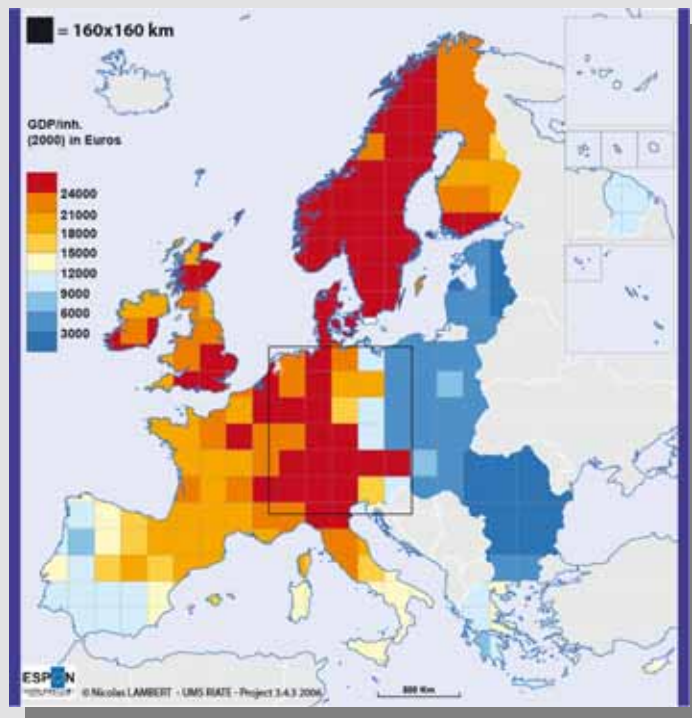 = 160x160 km
GDP/inh.
(2000) in Euros
24000
21000
18000
15000
12000
9000
6000
3000
ESPON
© Nicolas LAMBERT - UMS RIATE - Project 3.4.3 2006
800 Km